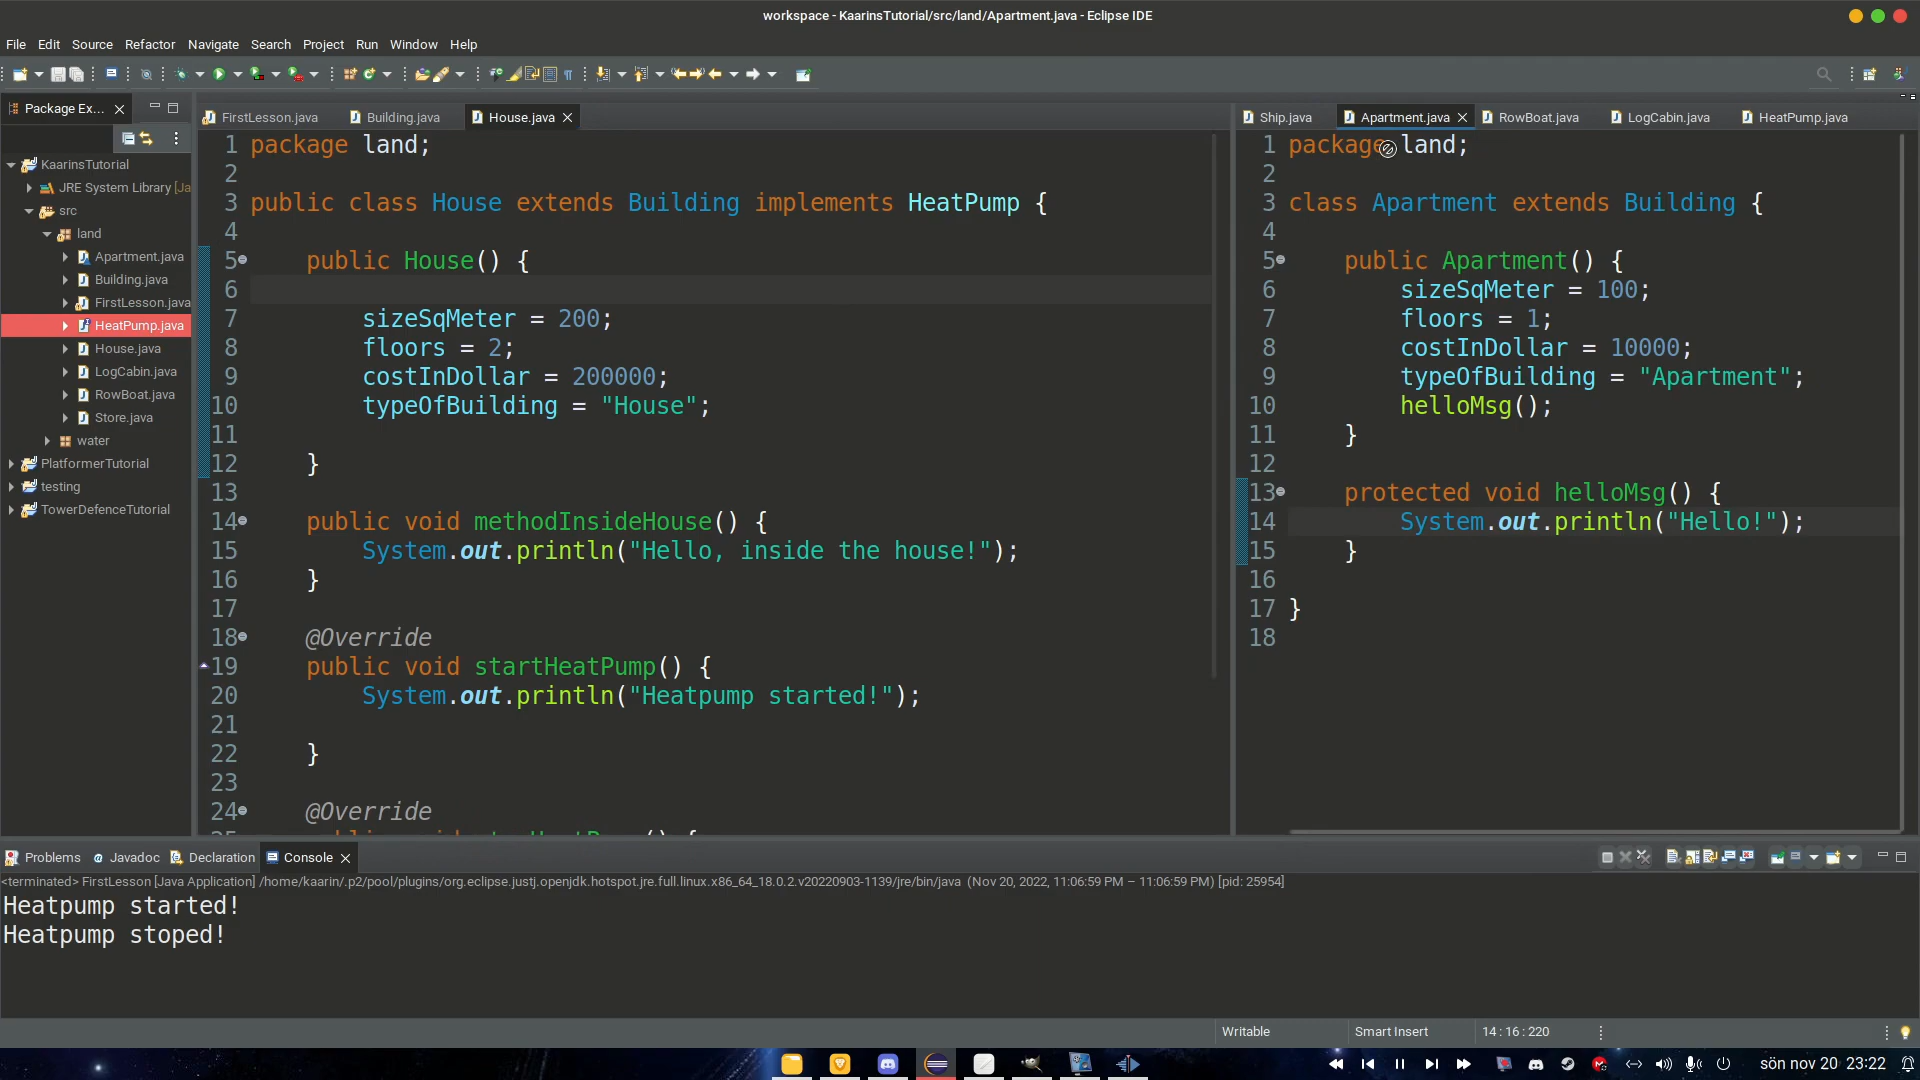 workspace - KaarinsTutorial/src/land/Apartment.java - Eclipse IDE
File Edit Source Refactor Navigate Search Project Run Window Help
Package Ex...
KaarinsTutorial
JRE System Library [Ja
src
land
Apartment.java
Building.java
FirstLesson.java
HeatPump.java
House.java
LogCabin.java
RowBoat.java
Store.java
water
PlatformerTutorial
testing
TowerDefenceTutorial
FirstLesson.java Building.java House.java
1 package land;
2
3 public class House extends Building implements HeatPump {
4
5 public House() {
6
7 sizeSqMeter = 200;
8 floors = 2;
9 costInDollar = 200000;
10 typeOfBuilding = "House";
11
12 }
13
14 public void methodInsideHouse() {
15 System.out.println("Hello, inside the house!");
16 }
17
18 @Override
19 public void startHeatPump() {
20 System.out.println("Heatpump started!");
21
22 }
23
24 @Override
Ship.java Apartment.java RowBoat.java LogCabin.java HeatPump.java
1 package land;
2
3 class Apartment extends Building {
4
5 public Apartment() {
6 sizeSqMeter = 100;
7 floors = 1;
8 costInDollar = 10000;
9 typeOfBuilding = "Apartment";
10 helloMsg();
11 }
12
13 protected void helloMsg() {
14 System.out.println("Hello!");
15 }
16
17 }
18
Problems Javadoc Declaration Console
<terminated> FirstLesson [Java Application] /home/kaarin/.p2/pool/plugins/org.eclipse.justj.openjdk.hotspot.jre.full.linux.x86_64_18.0.2.v20220903-1139/jre/bin/java (Nov 20, 2022, 11:06:59 PM – 11:06:59 PM) [pid: 25954]
Heatpump started!
Heatpump stoped!
Writable Smart Insert 14 : 16 : 220
sön nov 20 23:22